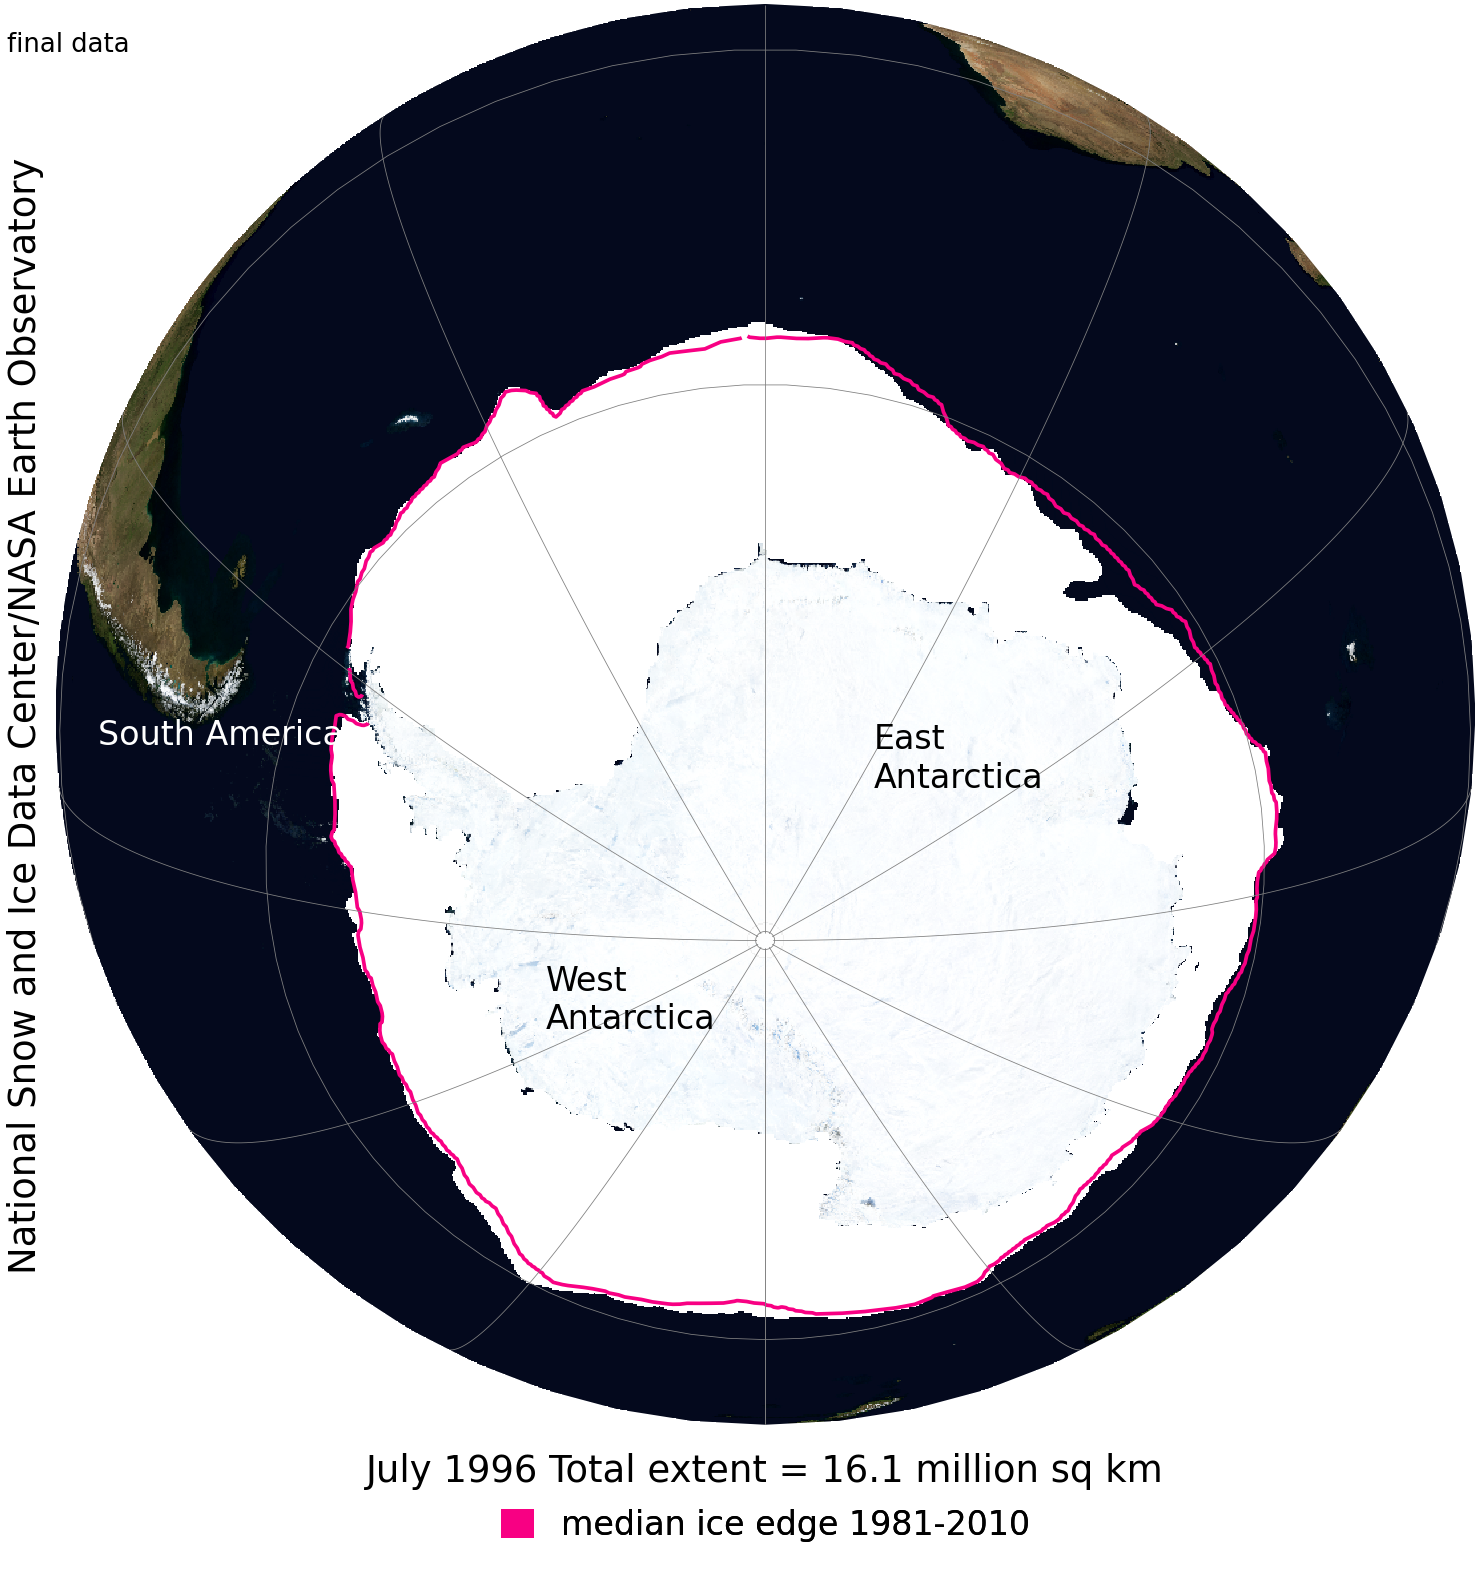 final data
National Snow and Ice Data Center/NASA Earth Observatory
South America
East
Antarctica
West
Antarctica
July 1996 Total extent = 16.1 million sq km
median ice edge 1981-2010